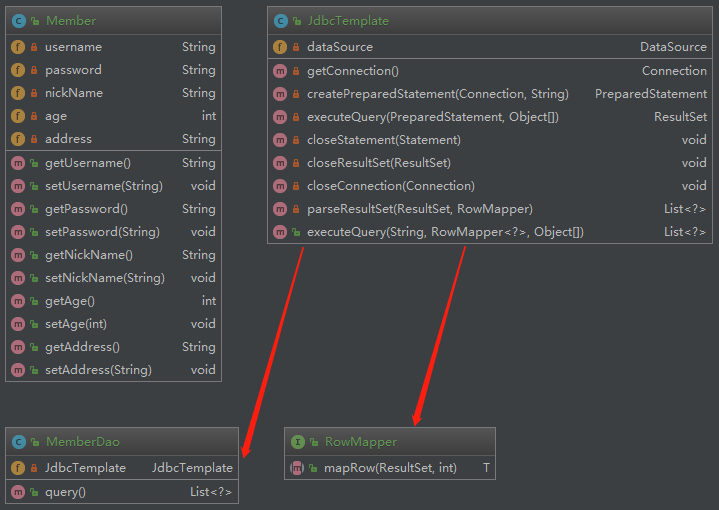 Member
username String
password String
nickName String
age int
address String
getUsername() String
setUsername(String) void
getPassword() String
setPassword(String) void
getNickName() String
setNickName(String) void
getAge() int
setAge(int) void
getAddress() String
setAddress(String) void
JdbcTemplate
dataSource DataSource
getConnection() Connection
createPreparedStatement(Connection, String) PreparedStatement
executeQuery(PreparedStatement, Object[]) ResultSet
closeStatement(Statement) void
closeResultSet(ResultSet) void
closeConnection(Connection) void
parseResultSet(ResultSet, RowMapper) List<?>
executeQuery(String, RowMapper<?>, Object[]) List<?>
MemberDao
JdbcTemplate JdbcTemplate
query() List<?>
RowMapper
mapRow(ResultSet, int) T